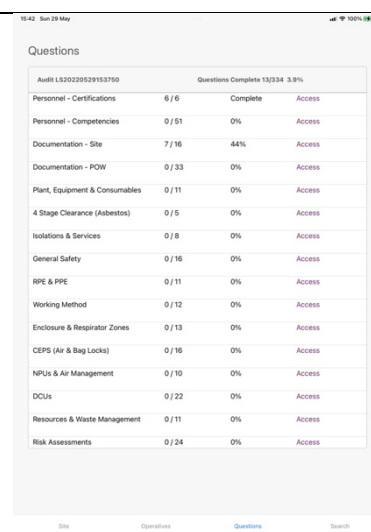 15:42 Sun 29 May 100%
Questions
Audit LS20220529153750 Questions Complete 13/334 3.9%
Personnel - Certifications 6 / 6 Complete Access
Personnel - Competencies 0 / 51 0% Access
Documentation - Site 7 / 16 44% Access
Documentation - POW 0 / 33 0% Access
Plant, Equipment & Consumables 0 / 11 0% Access
4 Stage Clearance (Asbestos) 0 / 5 0% Access
Isolations & Services 0 / 8 0% Access
General Safety 0 / 16 0% Access
RPE & PPE 0 / 11 0% Access
Working Method 0 / 12 0% Access
Enclosure & Respirator Zones 0 / 13 0% Access
CEPS (Air & Bag Locks) 0 / 16 0% Access
NPUs & Air Management 0 / 10 0% Access
DCUs 0 / 22 0% Access
Resources & Waste Management 0 / 11 0% Access
Risk Assessments 0 / 24 0% Access
Site Operatives Questions Search